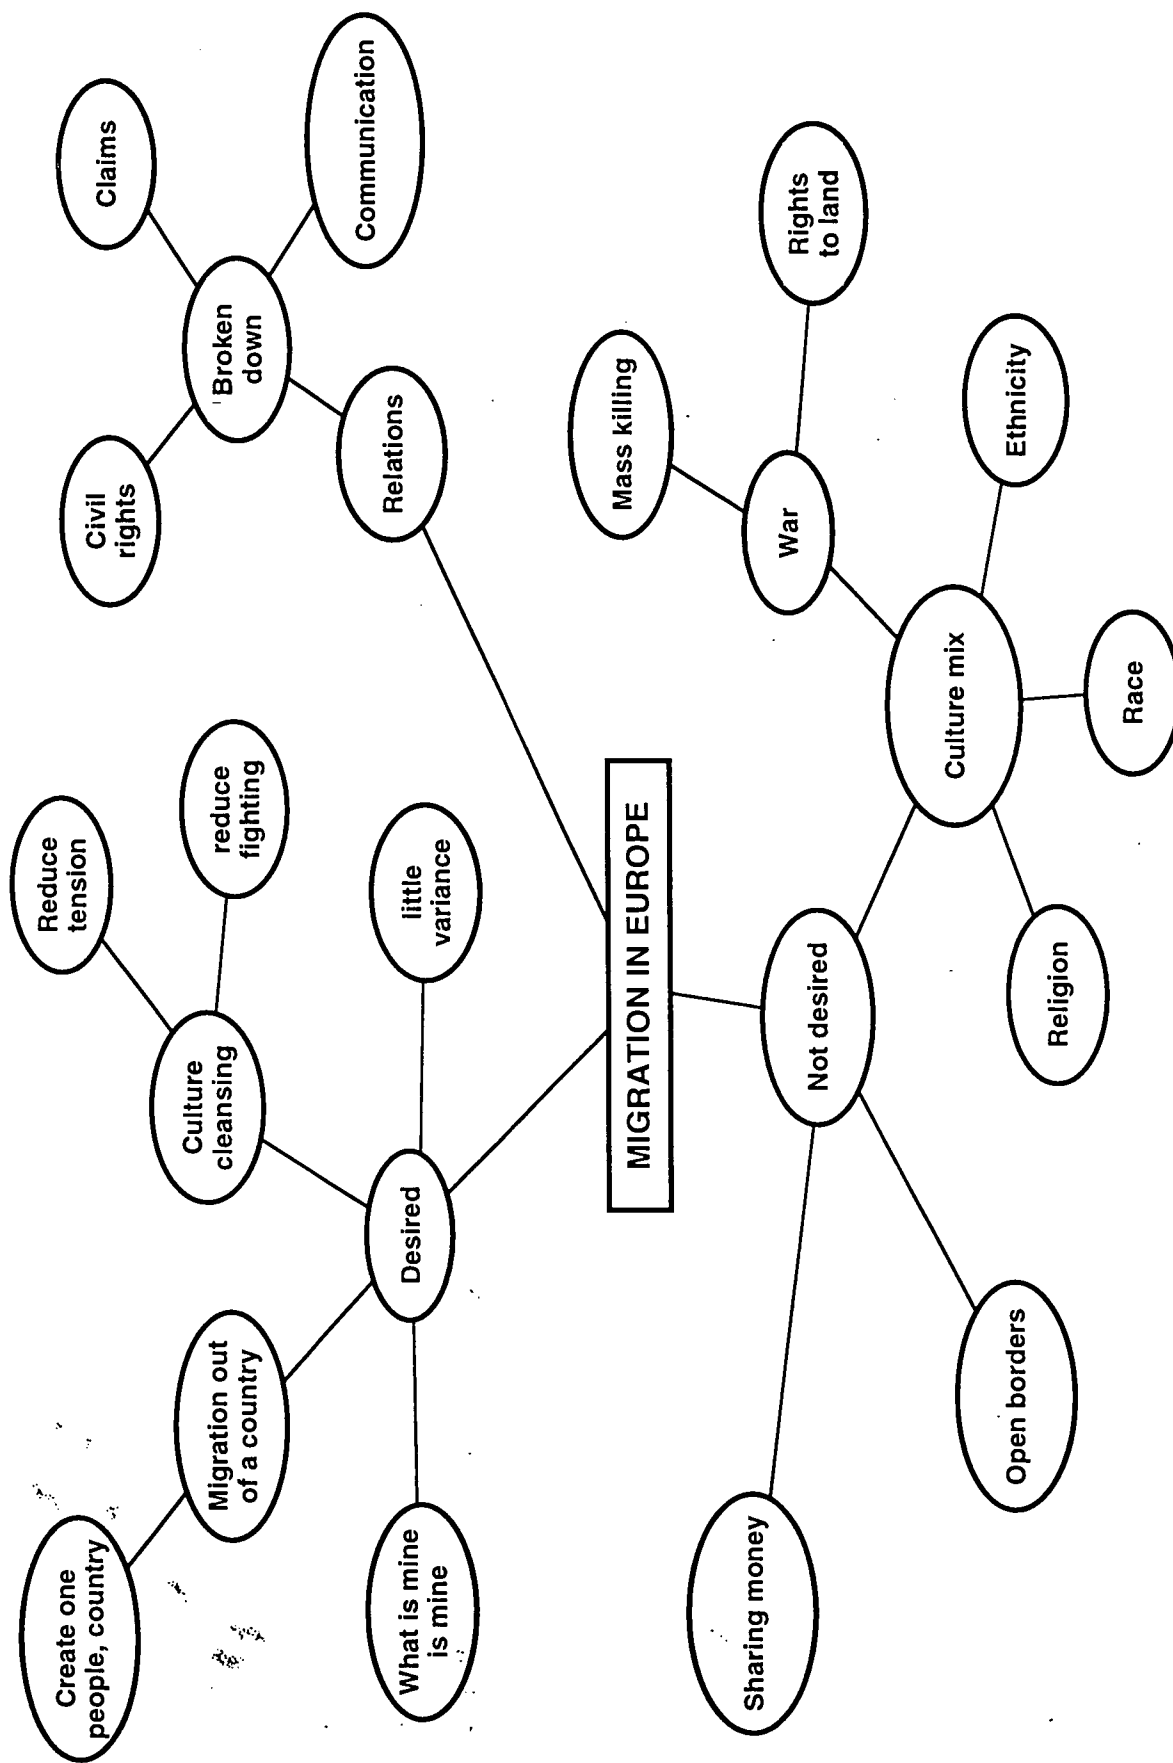 Create one
people, country
Migration out
of a country
What is mine
is mine
Desired
Culture
cleansing
Reduce
tension
reduce
fighting
little
variance
MIGRATION IN EUROPE
Relations
Broken
down
Civil
rights
Claims
Communication
Not desired
Sharing money
Open borders
Culture mix
Religion
Race
Ethnicity
War
Mass killing
Rights
to land